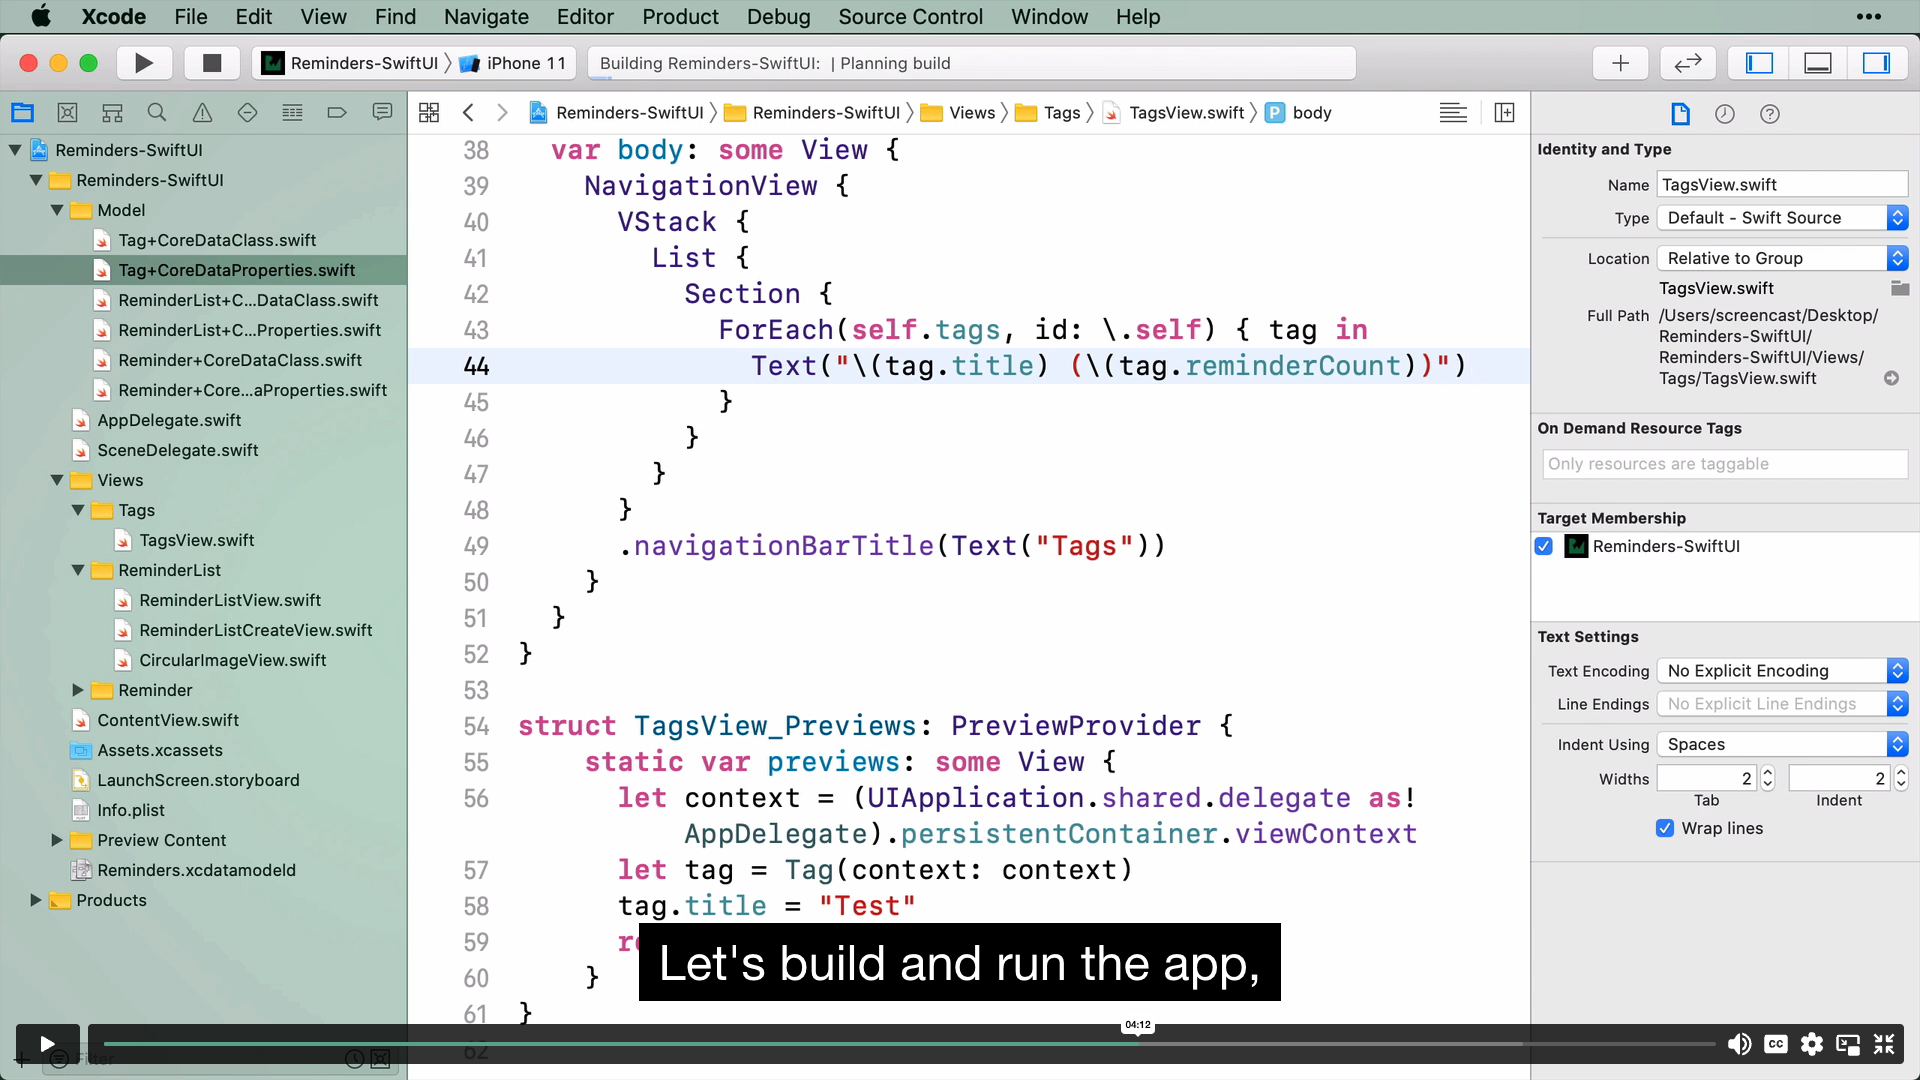 Xcode File Edit View Find Navigate Editor Product Debug Source Control Window Help
Reminders-SwiftUI iPhone 11
Building Reminders-SwiftUI: | Planning build
Reminders-SwiftUI
Reminders-SwiftUI
Model
Tag+CoreDataClass.swift
Tag+CoreDataProperties.swift
ReminderList+C...DataClass.swift
ReminderList+C...Properties.swift
Reminder+CoreDataClass.swift
Reminder+Core...aProperties.swift
AppDelegate.swift
SceneDelegate.swift
Views
Tags
TagsView.swift
ReminderList
ReminderListView.swift
ReminderListCreateView.swift
CircularImageView.swift
Reminder
ContentView.swift
Assets.xcassets
LaunchScreen.storyboard
Info.plist
Preview Content
Reminders.xcdatamodeld
Products
Filter
Reminders-SwiftUI Reminders-SwiftUI Views Tags TagsView.swift P body
38 var body: some View {
39 NavigationView {
40 VStack {
41 List {
42 Section {
43 ForEach(self.tags, id: \.self) { tag in
44 Text("\(tag.title) (\(tag.reminderCount))")
45 }
46 }
47 }
48 }
49 .navigationBarTitle(Text("Tags"))
50 }
51 }
52 }
53
54 struct TagsView_Previews: PreviewProvider {
55 static var previews: some View {
56 let context = (UIApplication.shared.delegate as!
AppDelegate).persistentContainer.viewContext
57 let tag = Tag(context: context)
58 tag.title = "Test"
59
60 }
61 }
62
Let's build and run the app,
04:12
CC
Identity and Type
Name TagsView.swift
Type Default - Swift Source
Location Relative to Group
TagsView.swift
Full Path /Users/screencast/Desktop/
Reminders-SwiftUI/
Reminders-SwiftUI/Views/
Tags/TagsView.swift
On Demand Resource Tags
Only resources are taggable
Target Membership
Reminders-SwiftUI
Text Settings
Text Encoding No Explicit Encoding
Line Endings No Explicit Line Endings
Indent Using Spaces
Widths 2 2
Tab Indent
Wrap lines